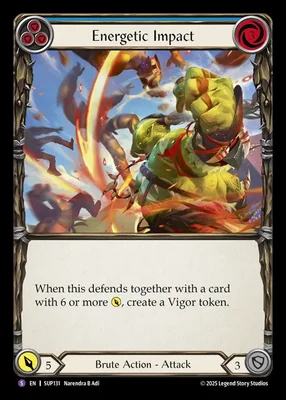 Energetic Impact
When this defends together with a card
with 6 or more , create a Vigor token.
5 Brute Action - Attack 3
S EN | SUP131 Narendra B Adi © 2025 Legend Story Studios